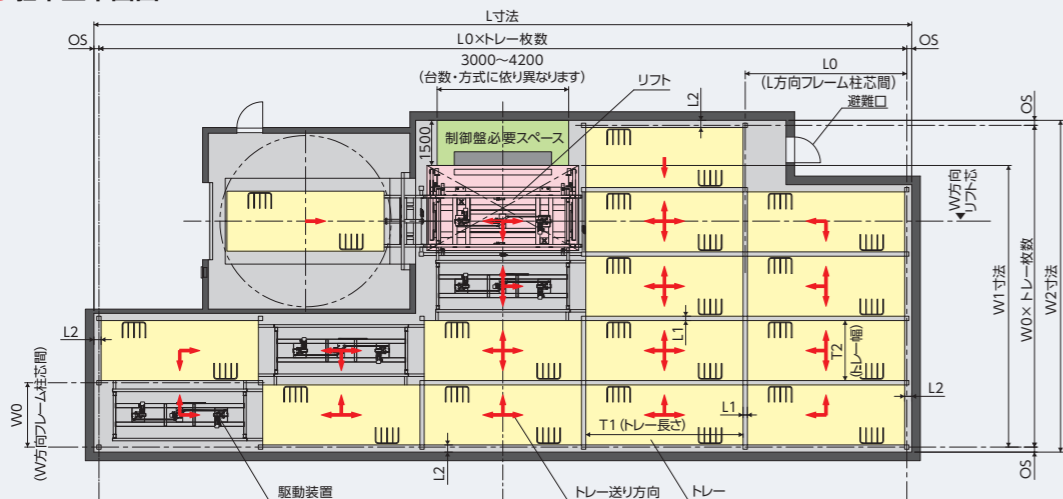 L寸法
OS
L0×トレー枚数
OS
3000～4200
(台数・方式に依り異なります)
リフト
L2
L0
(L方向フレーム柱芯間)
避難口
OS
1500
制御盤必要スペース
W方向
リフト芯
W1寸法
W0×トレー枚数
W2寸法
L2
L1
T2
(トレー幅)
W0
(W方向フレーム柱芯間)
L1
L2
T1(トレー長さ)
L2
OS
駆動装置
トレー送り方向
トレー